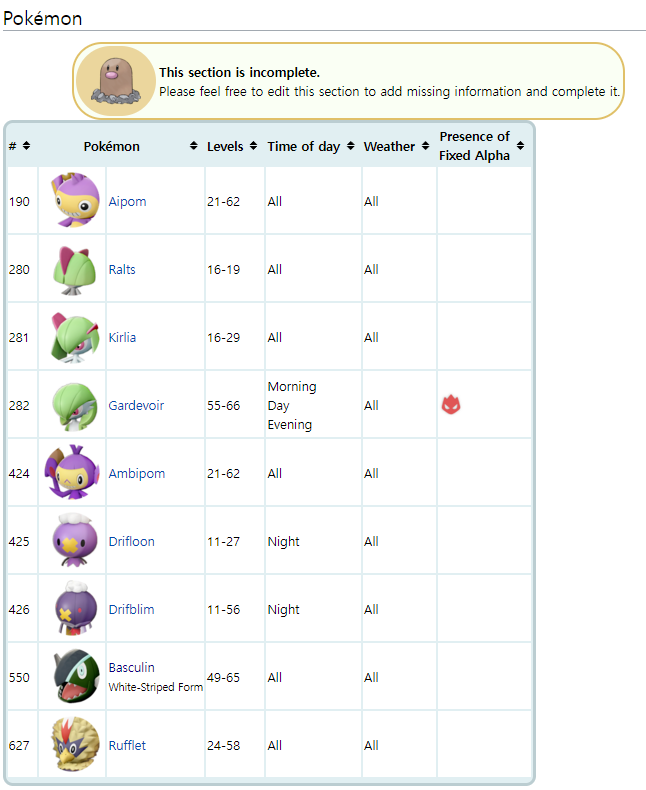 Pokémon
This section is incomplete.
Please feel free to edit this section to add missing information and complete it.
# Pokémon Levels Time of day Weather Presence of
Fixed Alpha
190 Aipom 21-62 All All
280 Ralts 16-19 All All
281 Kirlia 16-29 All All
282 Gardevoir 55-66 Morning
Day
Evening
All
424 Ambipom 21-62 All All
425 Drifloon 11-27 Night All
426 Drifblim 11-56 Night All
550 Basculin
White-Striped Form
49-65 All All
627 Rufflet 24-58 All All